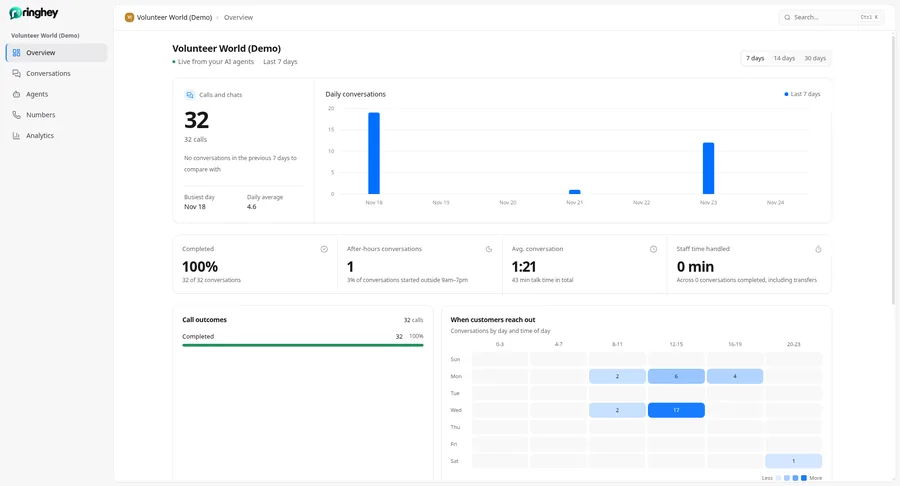 ringhey
Volunteer World (Demo)
Overview
Conversations
Agents
Numbers
Analytics
Volunteer World (Demo) > Overview
Search...
Ctrl K
Volunteer World (Demo)
Live from your AI agents Last 7 days
7 days 14 days 30 days
Calls and chats
32
32 calls
No conversations in the previous 7 days to
compare with
Busiest day Daily average
Nov 18 4.6
Daily conversations
Last 7 days
20
15
10
5
0
Nov 18 Nov 19 Nov 20 Nov 21 Nov 22 Nov 23 Nov 24
Completed
100%
32 of 32 conversations
After-hours conversations
1
3% of conversations started outside 9am–7pm
Avg. conversation
1:21
43 min talk time in total
Staff time handled
0 min
Across 0 conversations completed, including transfers
Call outcomes 32 calls
Completed 32 100%
When customers reach out
Conversations by day and time of day
0-3 4-7 8-11 12-15 16-19 20-23
Sun
Mon 2 6 4
Tue
Wed 2 17
Thu
Fri
Sat 1
Less More